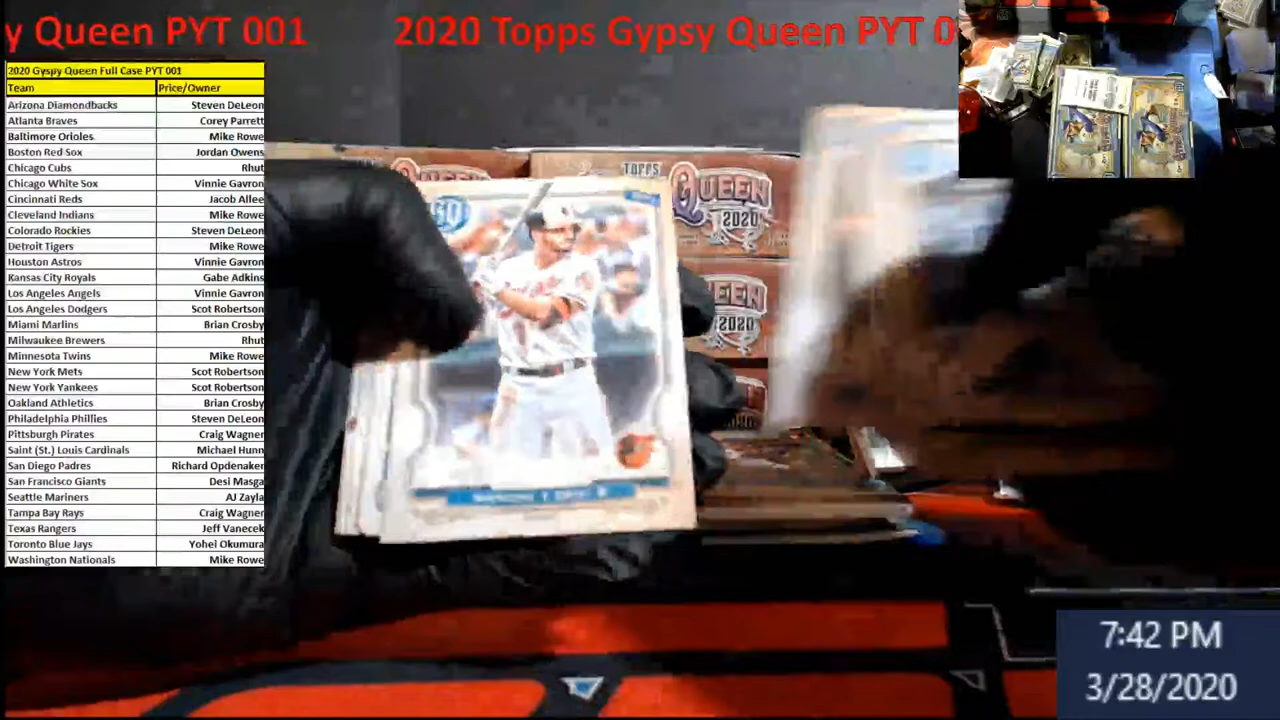 y Queen PYT 001 2020 Topps Gypsy Queen PYT 0
2020 Gyspy Queen Full Case PYT 001
Team Price/Owner
Arizona Diamondbacks Steven DeLeon
Atlanta Braves Corey Parrett
Baltimore Orioles Mike Rowe
Boston Red Sox Jordan Owens
Chicago Cubs Rhut
Chicago White Sox Vinnie Gavron
Cincinnati Reds Jacob Allee
Cleveland Indians Mike Rowe
Colorado Rockies Steven DeLeon
Detroit Tigers Mike Rowe
Houston Astros Vinnie Gavron
Kansas City Royals Gabe Adkins
Los Angeles Angels Vinnie Gavron
Los Angeles Dodgers Scot Robertson
Miami Marlins Brian Crosby
Milwaukee Brewers Rhut
Minnesota Twins Mike Rowe
New York Mets Scot Robertson
New York Yankees Scot Robertson
Oakland Athletics Brian Crosby
Philadelphia Phillies Steven DeLeon
Pittsburgh Pirates Craig Wagner
Saint (St.) Louis Cardinals Michael Hunn
San Diego Padres Richard Opdenaker
San Francisco Giants Desi Masga
Seattle Mariners AJ Zayla
Tampa Bay Rays Craig Wagner
Texas Rangers Jeff Vanecek
Toronto Blue Jays Yohei Okumura
Washington Nationals Mike Rowe
TOPPS
QUEEN
2020
UEEN
2020
7:42 PM
3/28/2020